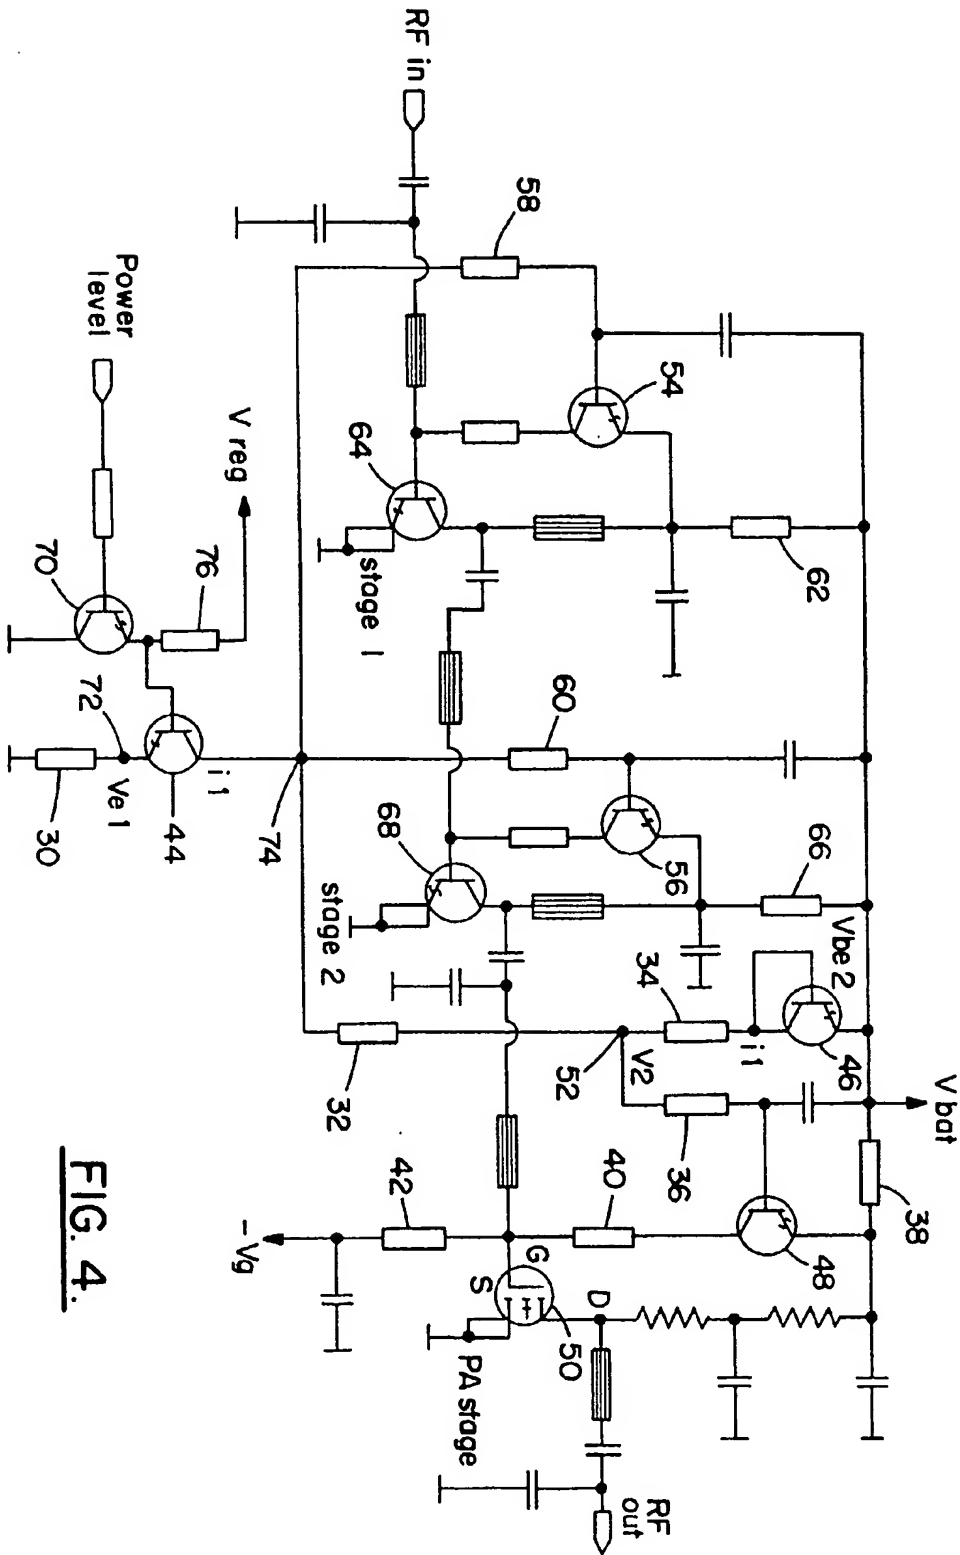 RF in
58
54
64
stage 1
62
Power
level
V reg
70
76
72
Ve 1
i 1
30
44
74
60
68
56
66
stage 2
Vbe 2
34
i 1
46
V bat
V2
52
32
36
38
48
40
42
-Vg
G
S
D
50
PA stage
RF
out
FIG. 4.